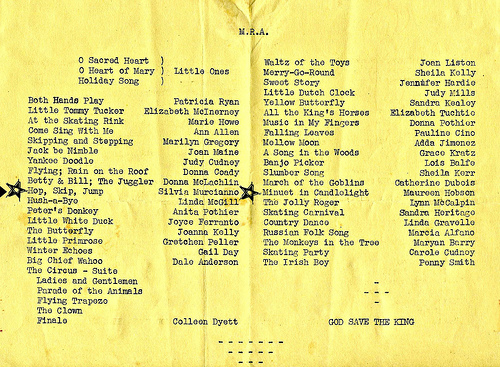 M.R.A.
O Sacred Heart )
O Heart of Mary ) Little Ones
Holiday Song )
Both Hands Play Patricia Ryan
Little Tommy Tucker Elizabeth McInerney
At the Skating Rink Marie Howe
Come Sing With Me Ann Allen
Skipping and Stepping Marilyn Gregory
Jack be Nimble Joan Maine
Yankee Doodle Judy Cudney
Flying; Rain on the Roof Donna Coady
Betty & Bill; The Juggler Donna McLachlin
Hop, Skip, Jump Silvia Murcianno
Hush-a-Bye Linda McGill
Peter's Donkey Anita Pothier
Little White Duck Joyce Ferranto
The Butterfly Joanna Kelly
Little Primrose Gretchen Peller
Winter Echoes Gail Day
Big Chief Wahoo Dale Anderson
The Circus - Suite
Ladies and Gentlemen
Parade of the Animals
Flying Trapeze
The Clown
Finale Colleen Dyett
Waltz of the Toys Joan Liston
Merry-Go-Round Sheila Kelly
Sweet Story Jennifer Hardie
Little Dutch Clock Judy Mills
Yellow Butterfly Sandra Kealey
All the King's Horses Elizabeth Tuchtie
Music in My Fingers Donna Pothier
Falling Leaves Pauline Cino
Mellow Moon Adda Jimonez
A Song in the Woods Grace Kratz
Banjo Picker Lois Balfe
Slumber Song Sheila Kerr
March of the Goblins Catherine Dubois
Minuet in Candlelight Maureen Hobson
The Jolly Roger Lynn McCalpin
Skating Carnival Sandra Heritage
Country Dance Linda Gravelle
Russian Folk Song Marcia Alfano
The Monkeys in the Tree Maryan Barry
Skating Party Carole Cudney
The Irish Boy Penny Smith
GOD SAVE THE KING